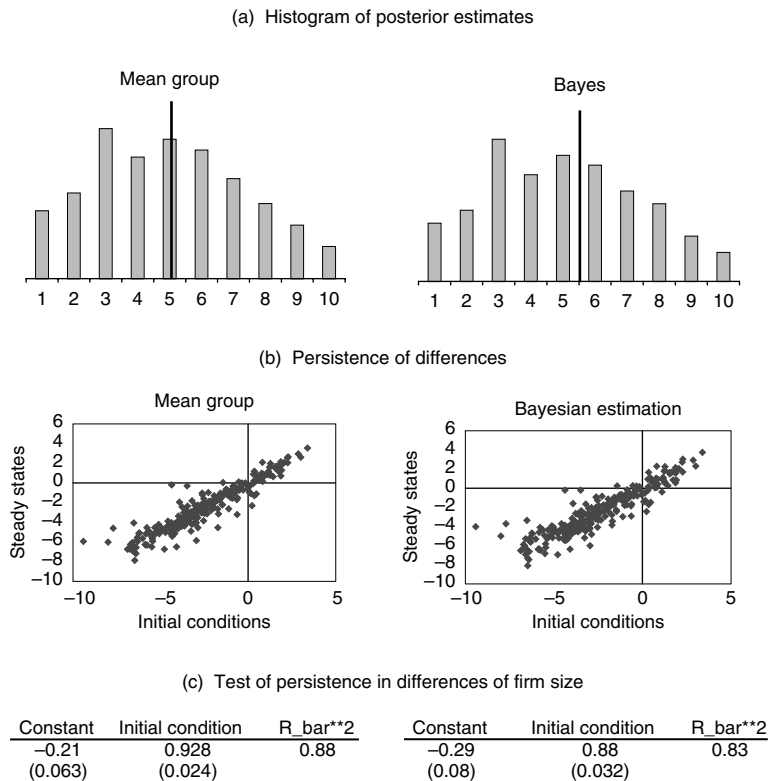 (a) Histogram of posterior estimates
Mean group
1 2 3 4 5 6 7 8 9 10
Bayes
1 2 3 4 5 6 7 8 9 10
(b) Persistence of differences
Mean group
Steady states
6
4
2
0
−2
−4
−6
−8
−10
−10 −5 0 5
Initial conditions
Bayesian estimation
Steady states
6
4
2
0
−2
−4
−6
−8
−10
−10 −5 0 5
Initial conditions
(c) Test of persistence in differences of firm size
Constant Initial condition R_bar**2
−0.21 0.928 0.88
(0.063) (0.024)
Constant Initial condition R_bar**2
−0.29 0.88 0.83
(0.08) (0.032)